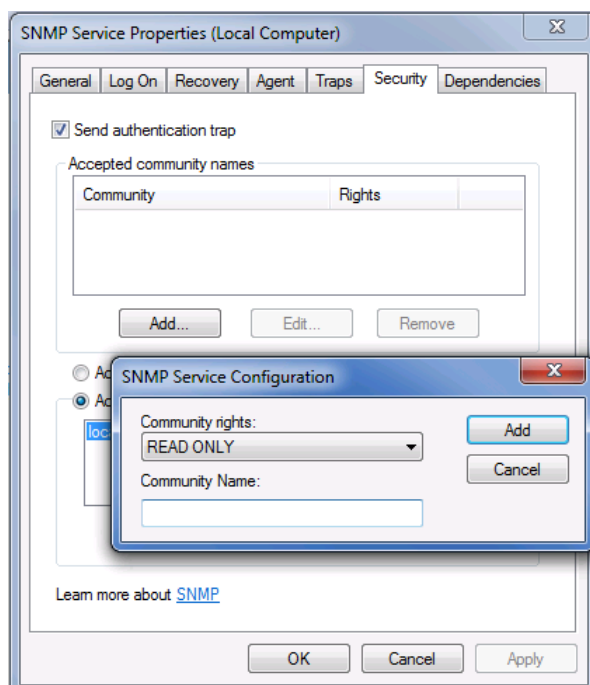 SNMP Service Properties (Local Computer)
General Log On Recovery Agent Traps Security Dependencies
Send authentication trap
Accepted community names
Community Rights
Add... Edit... Remove
SNMP Service Configuration
Community rights:
READ ONLY
Add
Community Name:
Cancel
Learn more about SNMP
OK Cancel Apply